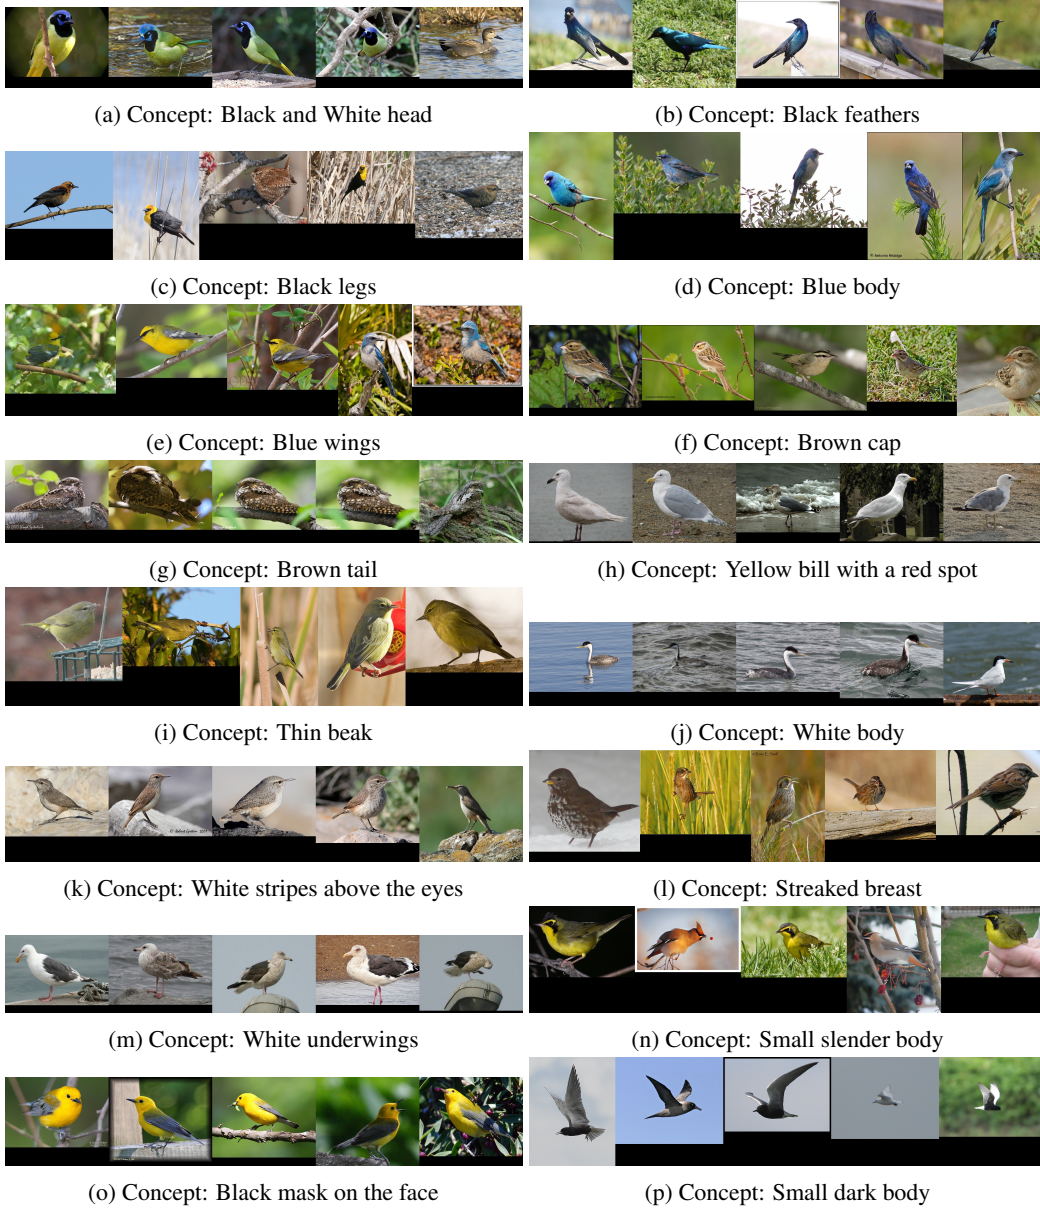 (a) Concept: Black and White head
(b) Concept: Black feathers
(c) Concept: Black legs
(d) Concept: Blue body
(e) Concept: Blue wings
(f) Concept: Brown cap
(g) Concept: Brown tail
(h) Concept: Yellow bill with a red spot
(i) Concept: Thin beak
(j) Concept: White body
(k) Concept: White stripes above the eyes
(l) Concept: Streaked breast
(m) Concept: White underwings
(n) Concept: Small slender body
(o) Concept: Black mask on the face
(p) Concept: Small dark body